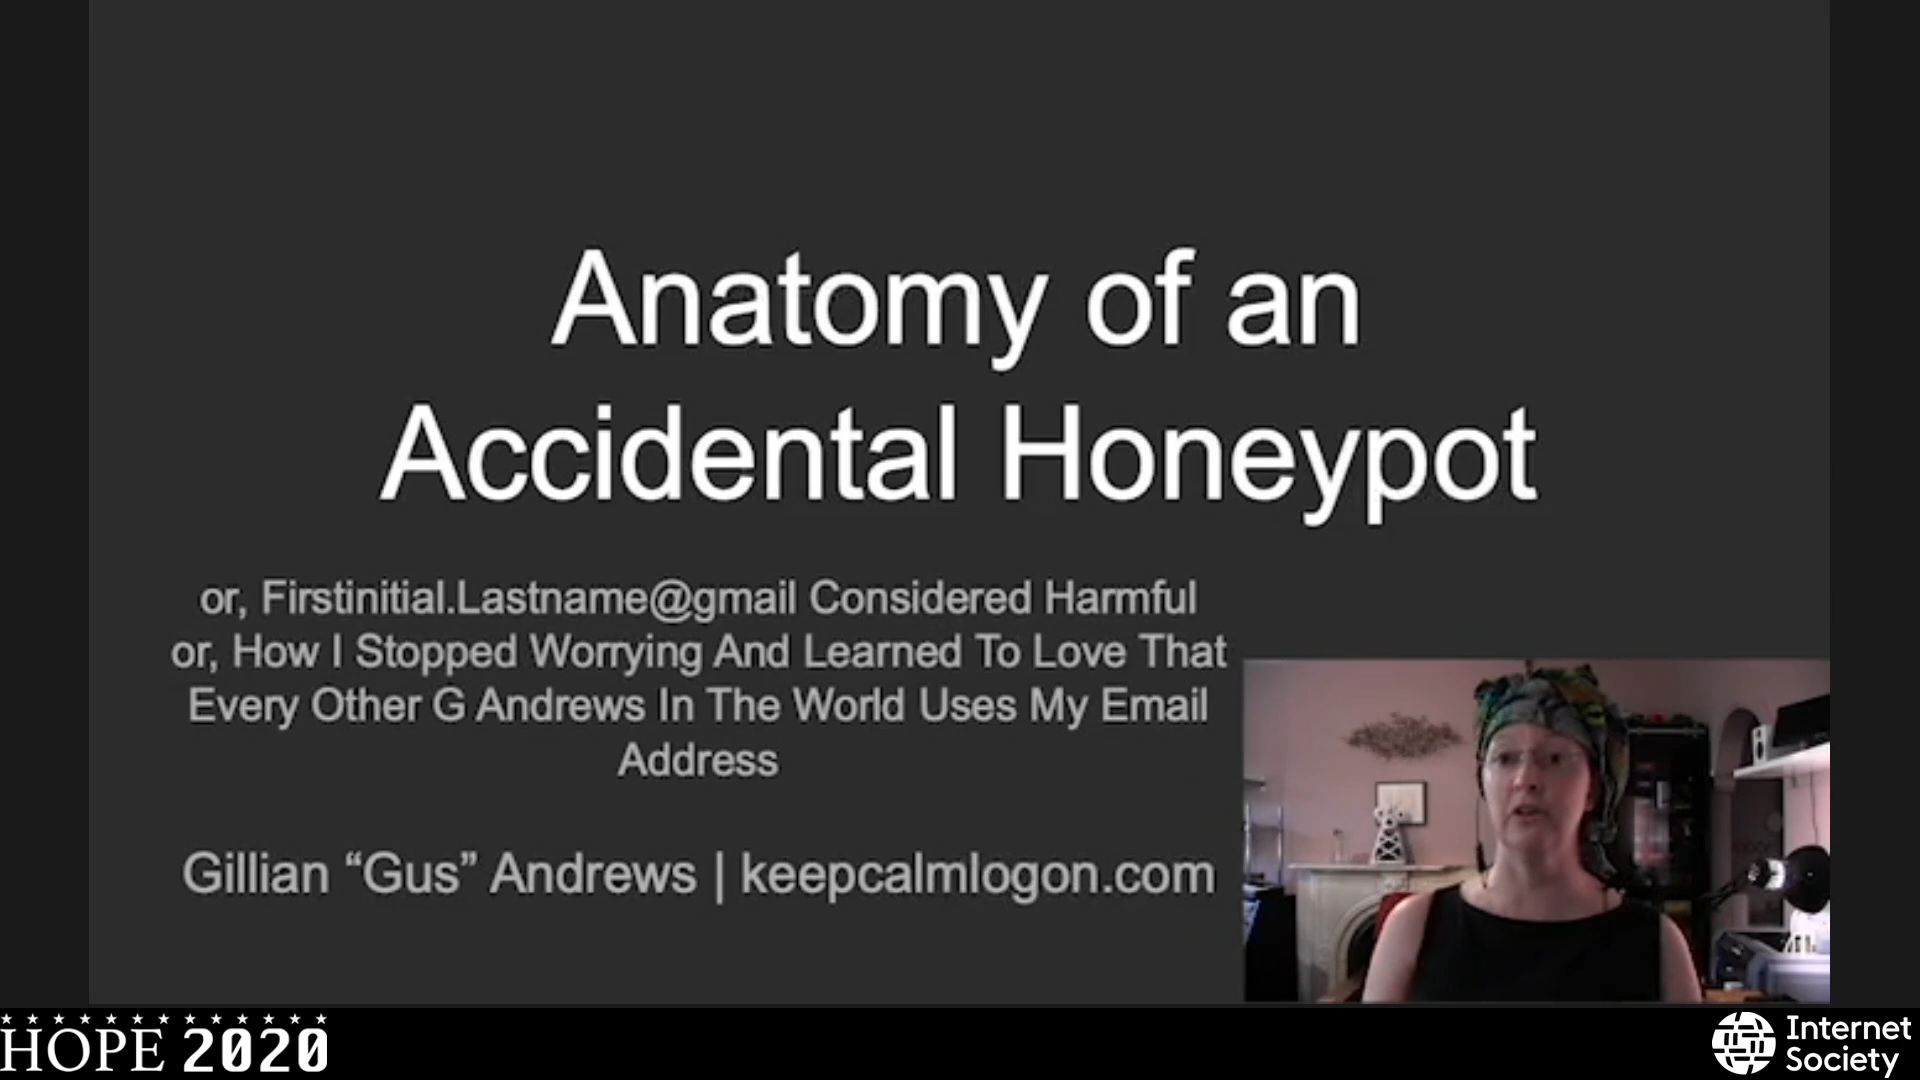 Anatomy of an
Accidental Honeypot
or, Firstinitial.Lastname@gmail Considered Harmful
or, How I Stopped Worrying And Learned To Love That
Every Other G Andrews In The World Uses My Email
Address
Gillian “Gus” Andrews | keepcalmlogon.com
HOPE 2020
Internet
Society